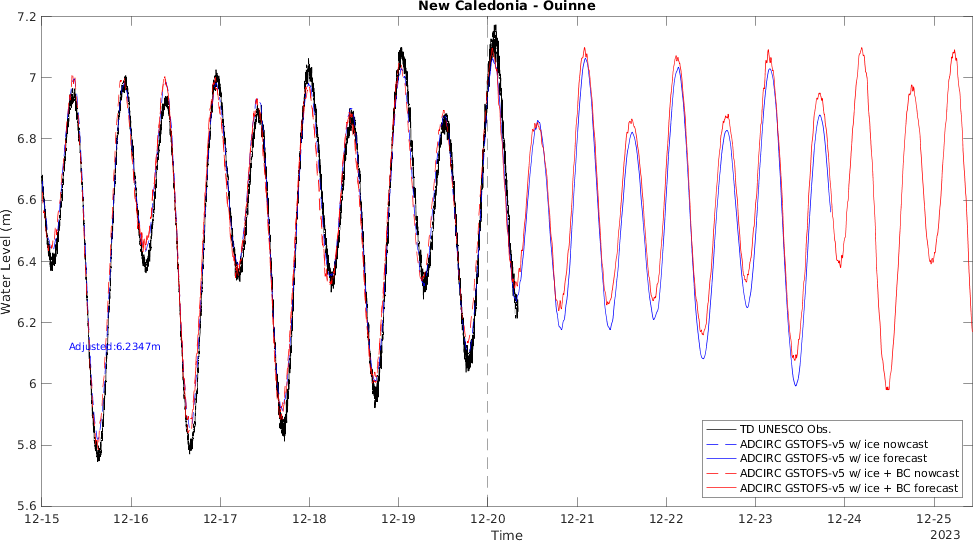 New Caledonia - Ouinne
7.2
7
6.8
6.6
6.4
6.2
6
5.8
5.6
Water Level (m)
Adjusted:6.2347m
TD UNESCO Obs.
ADCIRC GSTOFS-v5 w/ ice nowcast
ADCIRC GSTOFS-v5 w/ ice forecast
ADCIRC GSTOFS-v5 w/ ice + BC nowcast
ADCIRC GSTOFS-v5 w/ ice + BC forecast
12-15 12-16 12-17 12-18 12-19 12-20 12-21 12-22 12-23 12-24 12-25
Time
2023